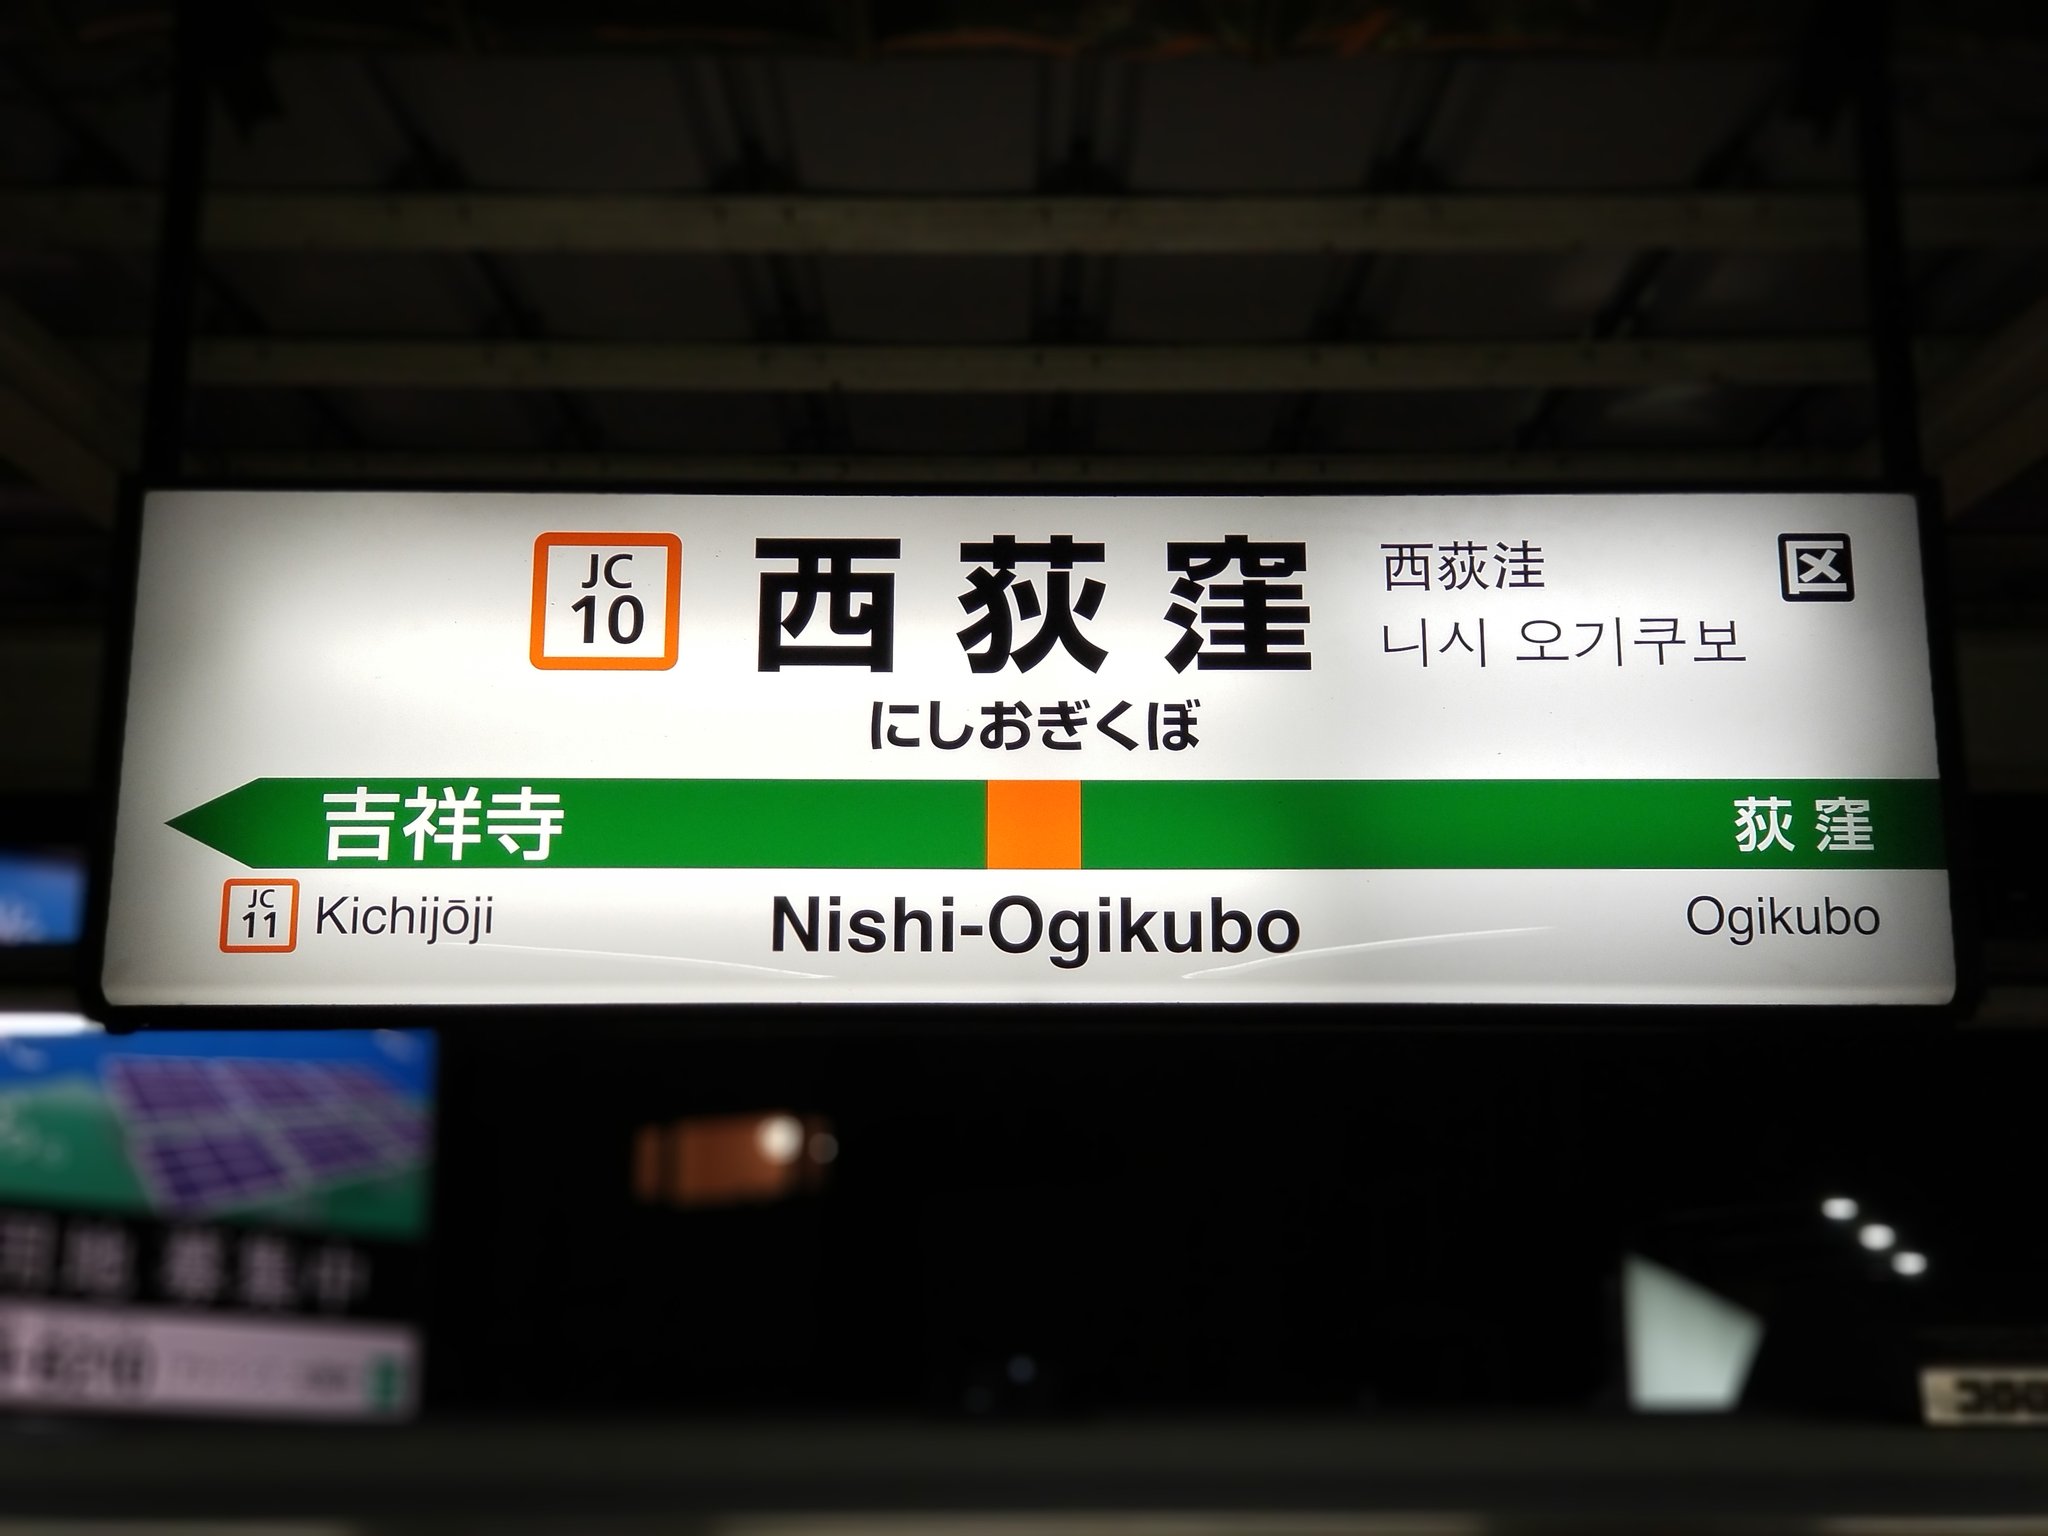 JC
10
西荻窪
西荻洼
区
니시 오기쿠보
にしおぎくぼ
吉祥寺
荻窪
JC
11
Kichijōji
Nishi-Ogikubo
Ogikubo